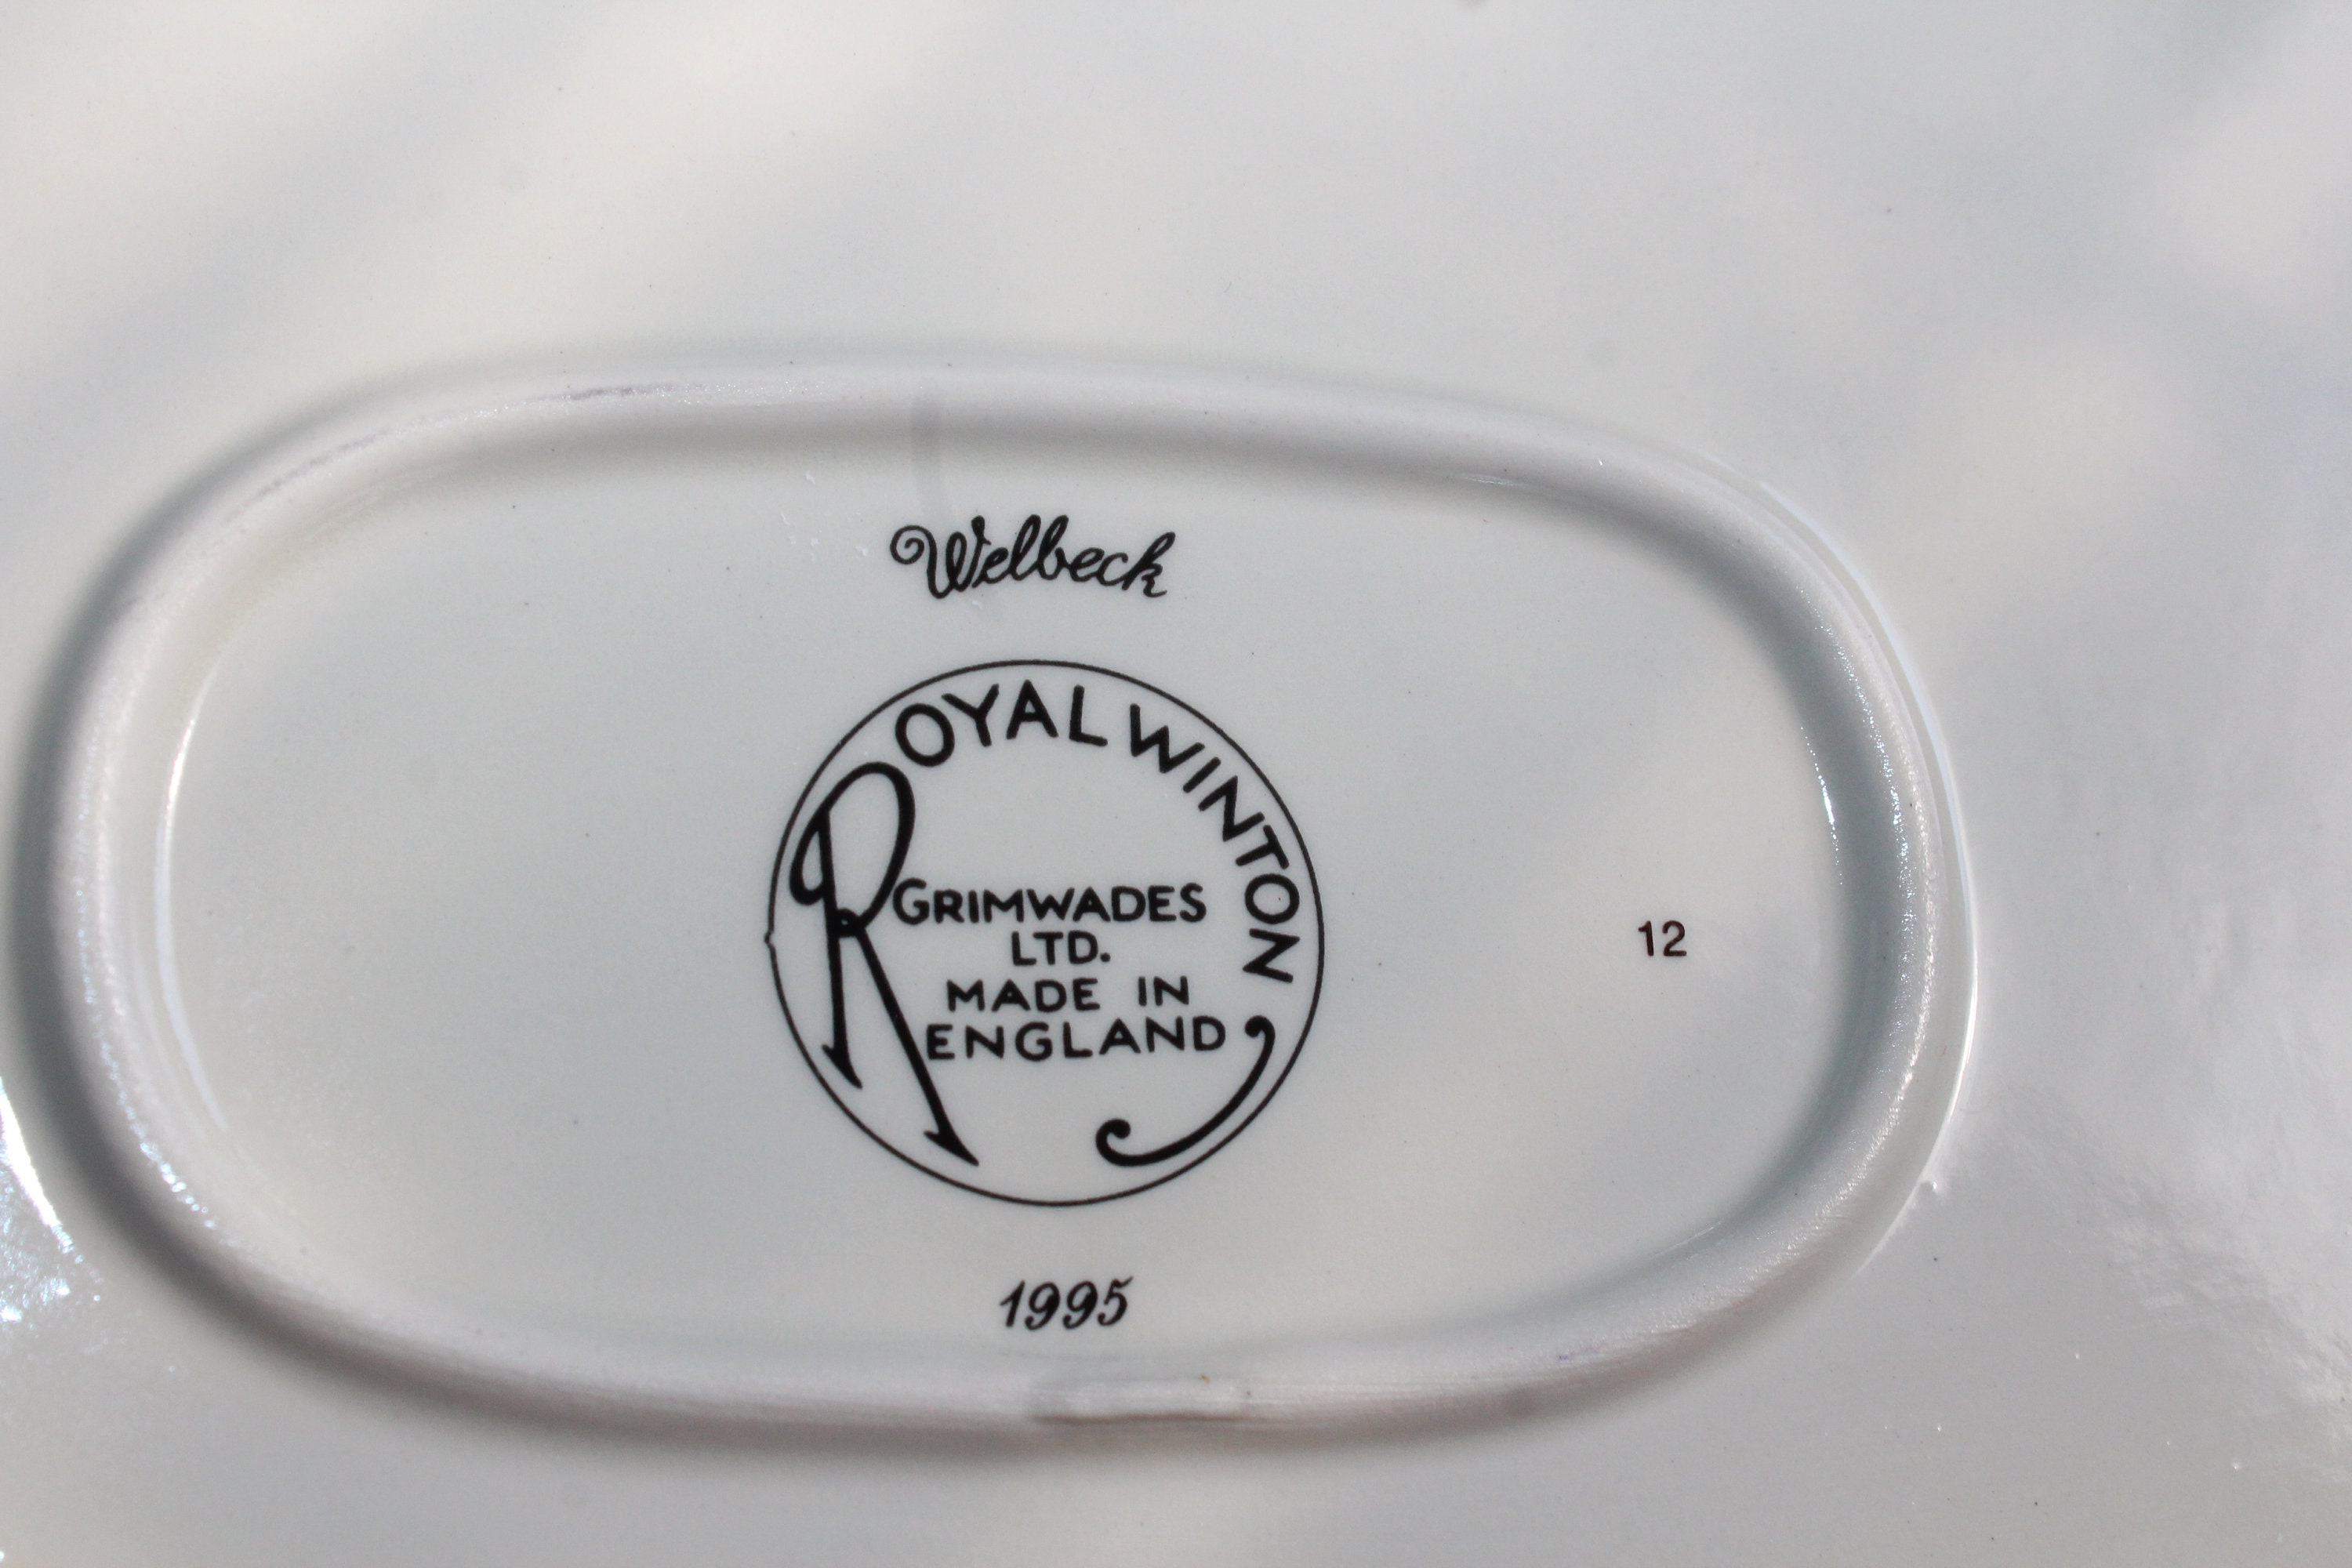 Welbeck
ROYAL WINTON
GRIMWADES
LTD.
MADE IN
ENGLAND
12
1995